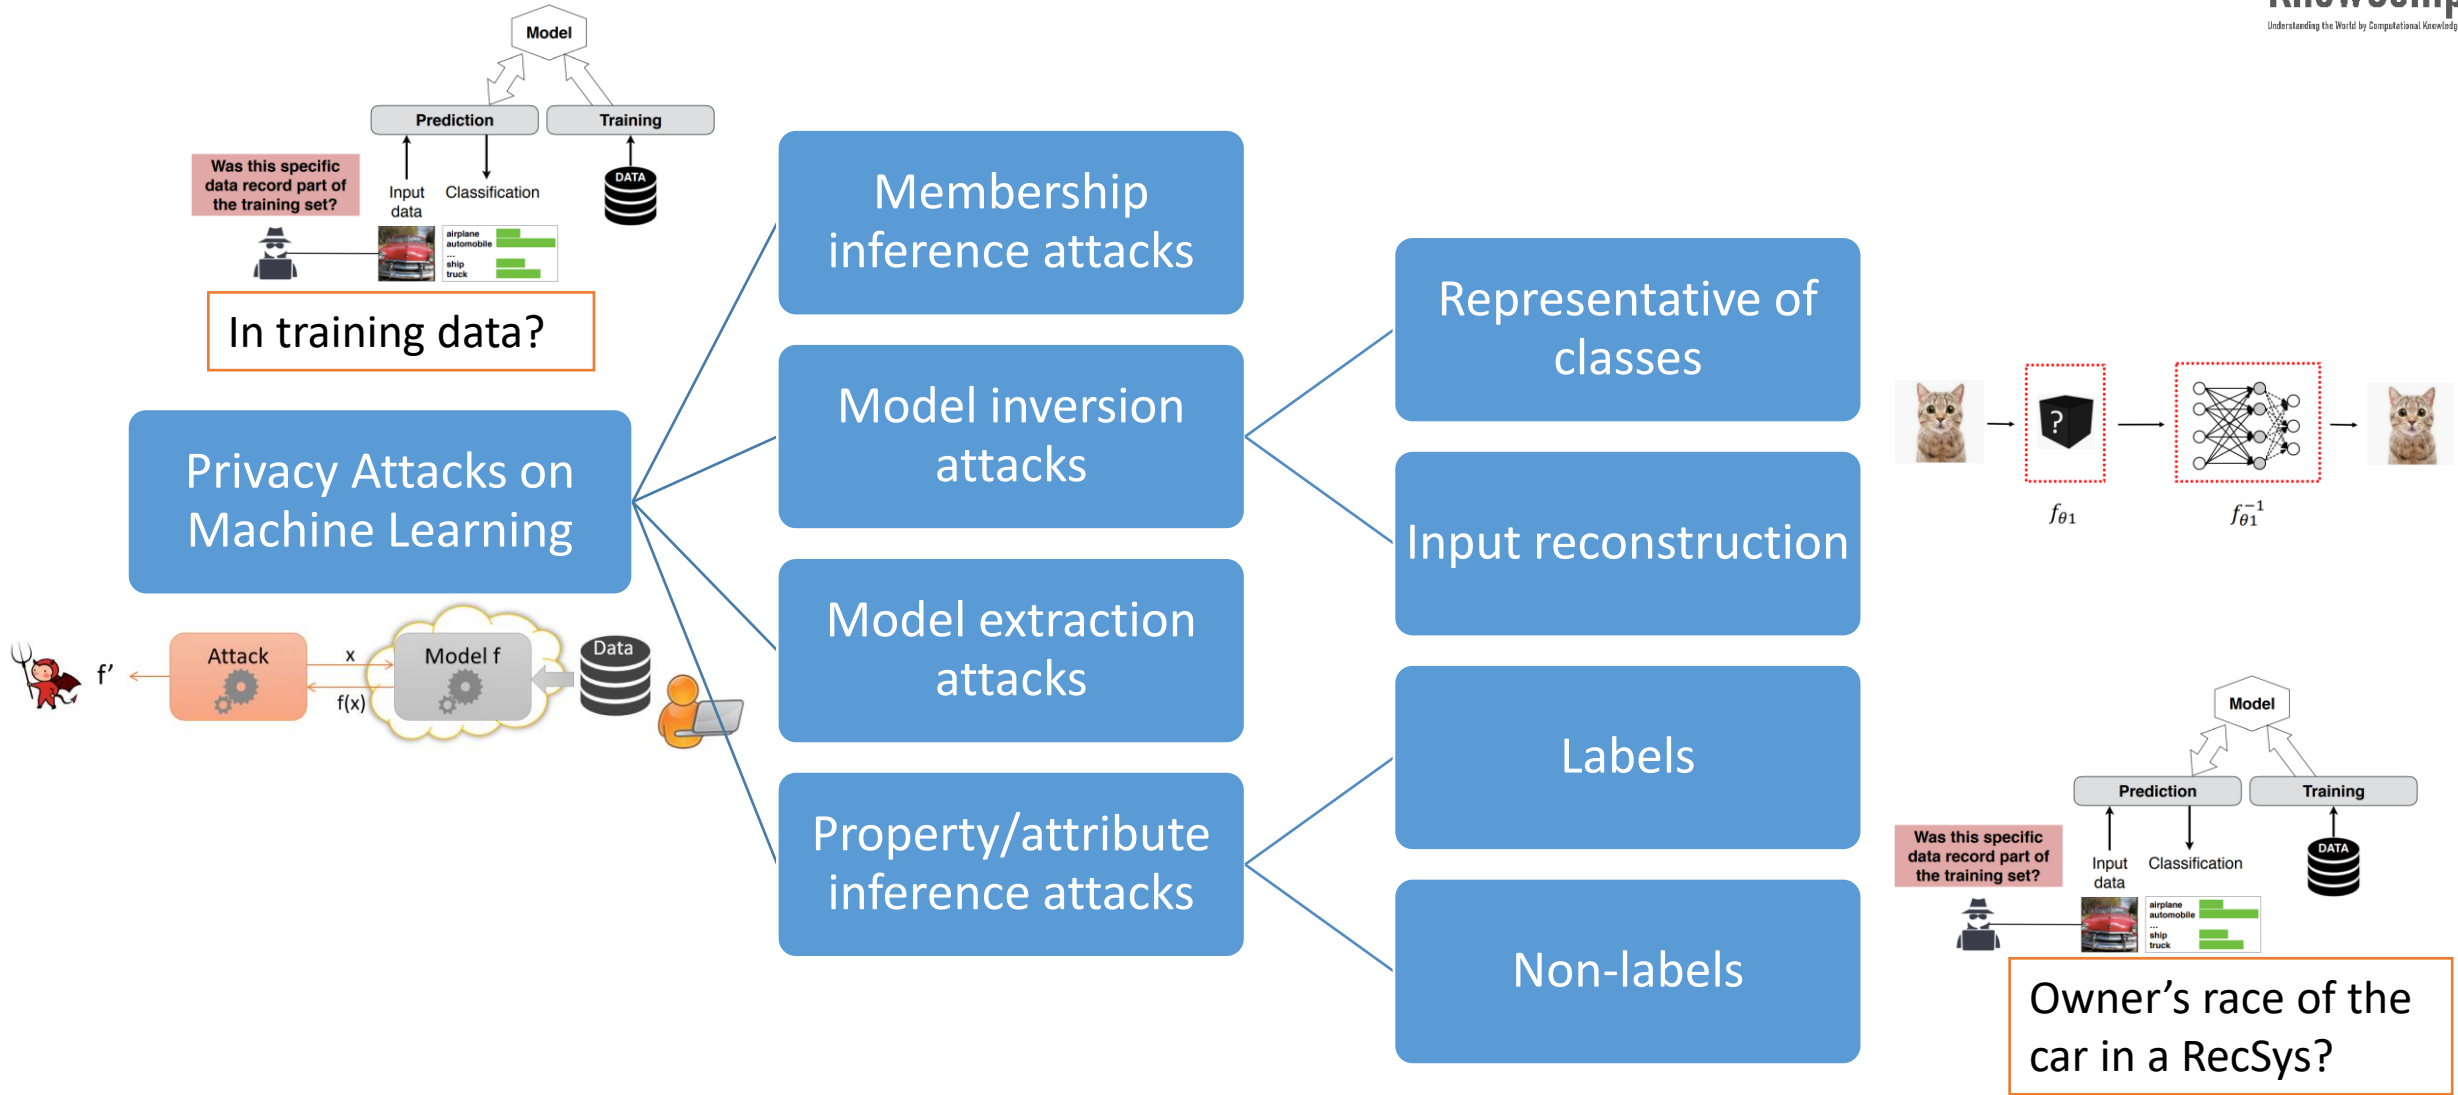 Understanding the World by Computational Knowledge
Model
Prediction
Training
Was this specific
data record part of
the training set?
Input
data
Classification
DATA
airplane
automobile
...
ship
truck
In training data?
Privacy Attacks on
Machine Learning
f'
Attack
x
f(x)
Model f
Data
Membership
inference attacks
Model inversion
attacks
Model extraction
attacks
Property/attribute
inference attacks
Representative of
classes
Input reconstruction
Labels
Non-labels
?
fθ1
fθ1⁻¹
Model
Prediction
Training
Was this specific
data record part of
the training set?
Input
data
Classification
DATA
airplane
automobile
...
ship
truck
Owner’s race of the
car in a RecSys?